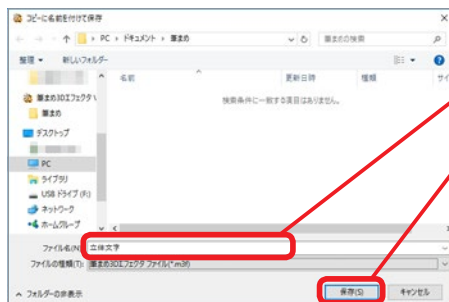 コピーに名前を付けて保存
PC › ドキュメント › 筆まめ
筆まめの検索
整理 新しいフォルダー
名前 更新日時 種類 サイ
検索条件に一致する項目はありません。
筆まめ3Dエフェクタ
筆まめ
デスクトップ
PC
ライブラリ
USB ドライブ (F:)
ネットワーク
ホームグループ
ファイル名(N): 立体文字
ファイルの種類(T): 筆まめ3Dエフェクタ ファイル(*.m3f)
フォルダーの非表示
保存(S) キャンセル